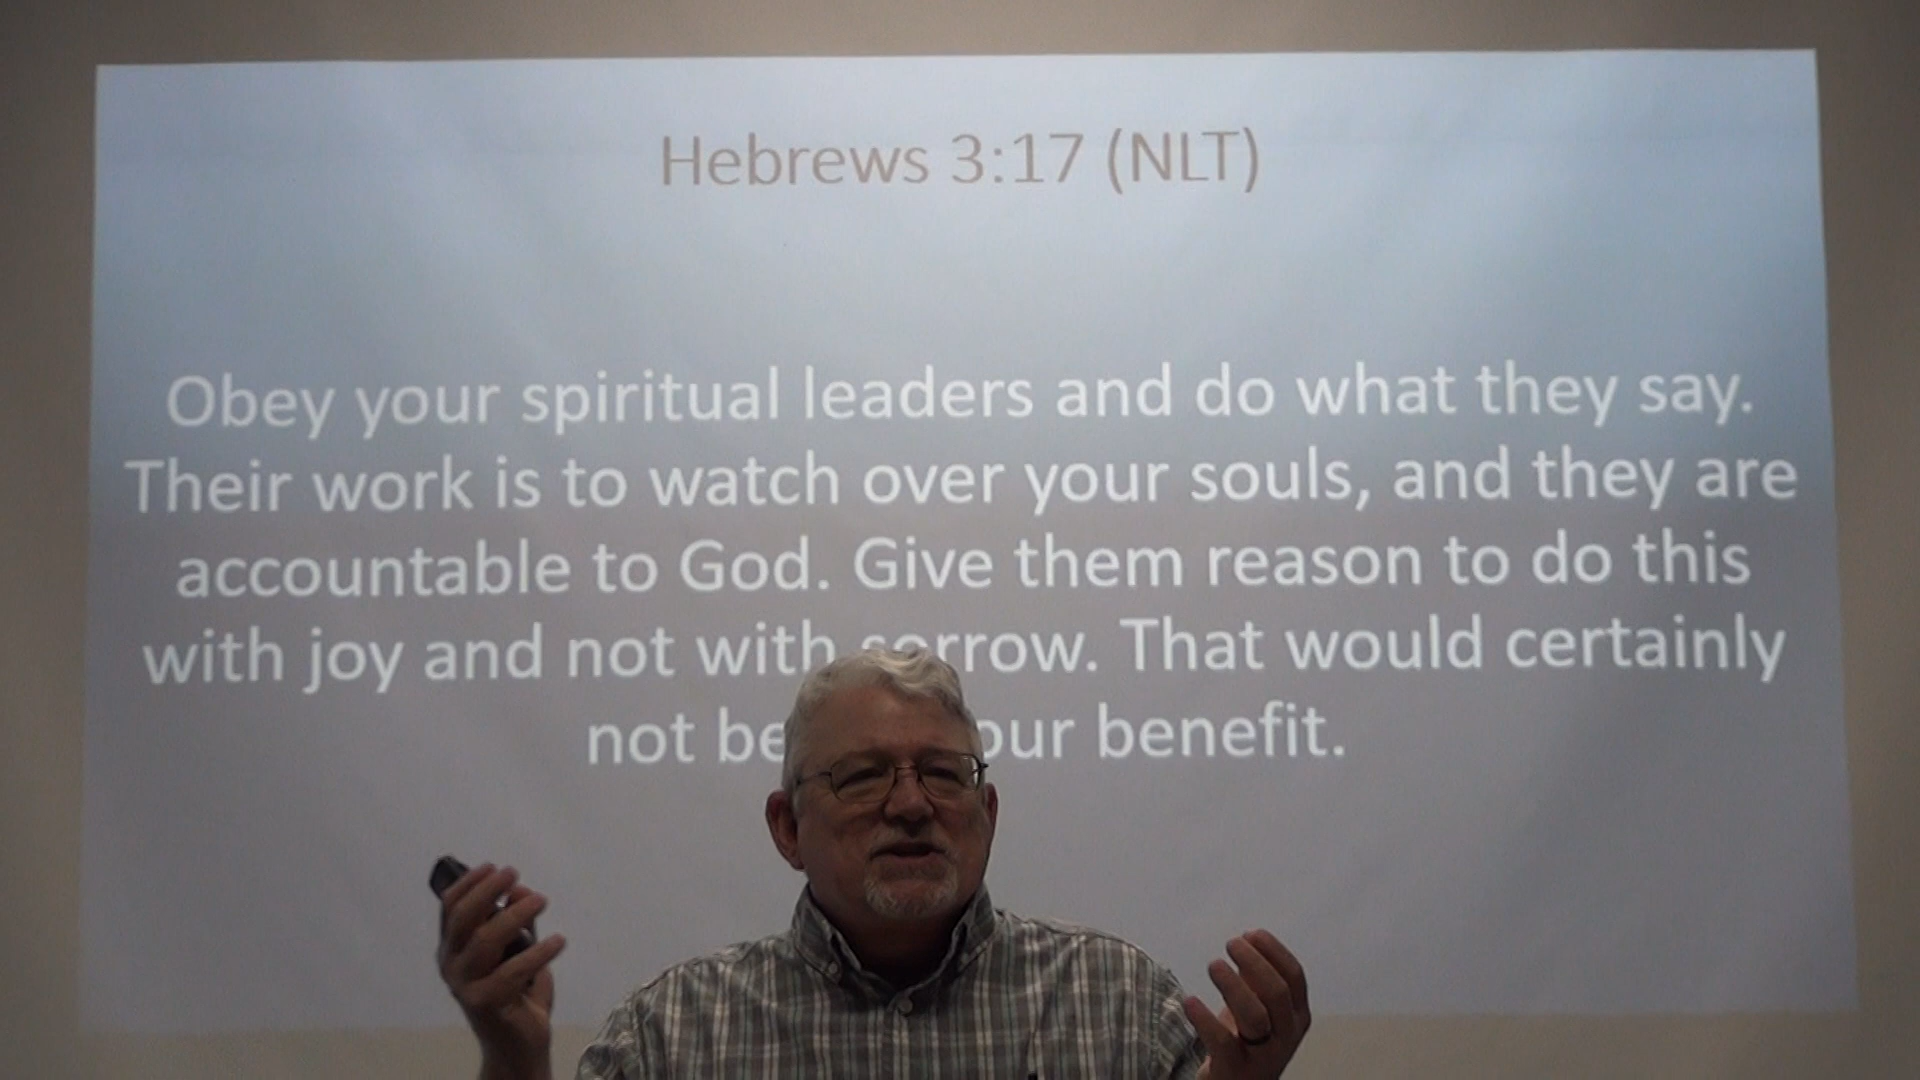 Hebrews 3:17 (NLT)
Obey your spiritual leaders and do what they say.
Their work is to watch over your souls, and they are
accountable to God. Give them reason to do this
with joy and not with sorrow. That would certainly
not be our benefit.